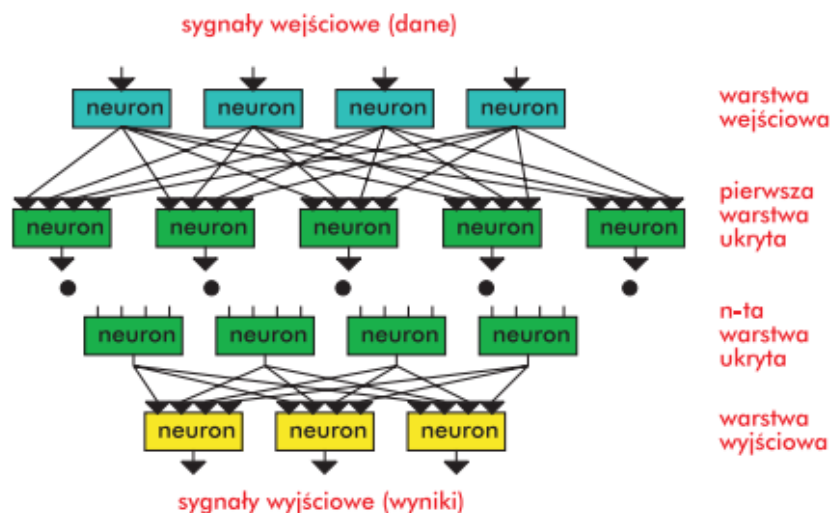 sygnały wejściowe (dane)
neuron neuron neuron neuron
warstwa
wejściowa
pierwsza
warstwa
ukryta
neuron neuron neuron neuron neuron
n-ta
warstwa
ukryta
neuron neuron neuron neuron
warstwa
wyjściowa
neuron neuron neuron
sygnały wyjściowe (wyniki)